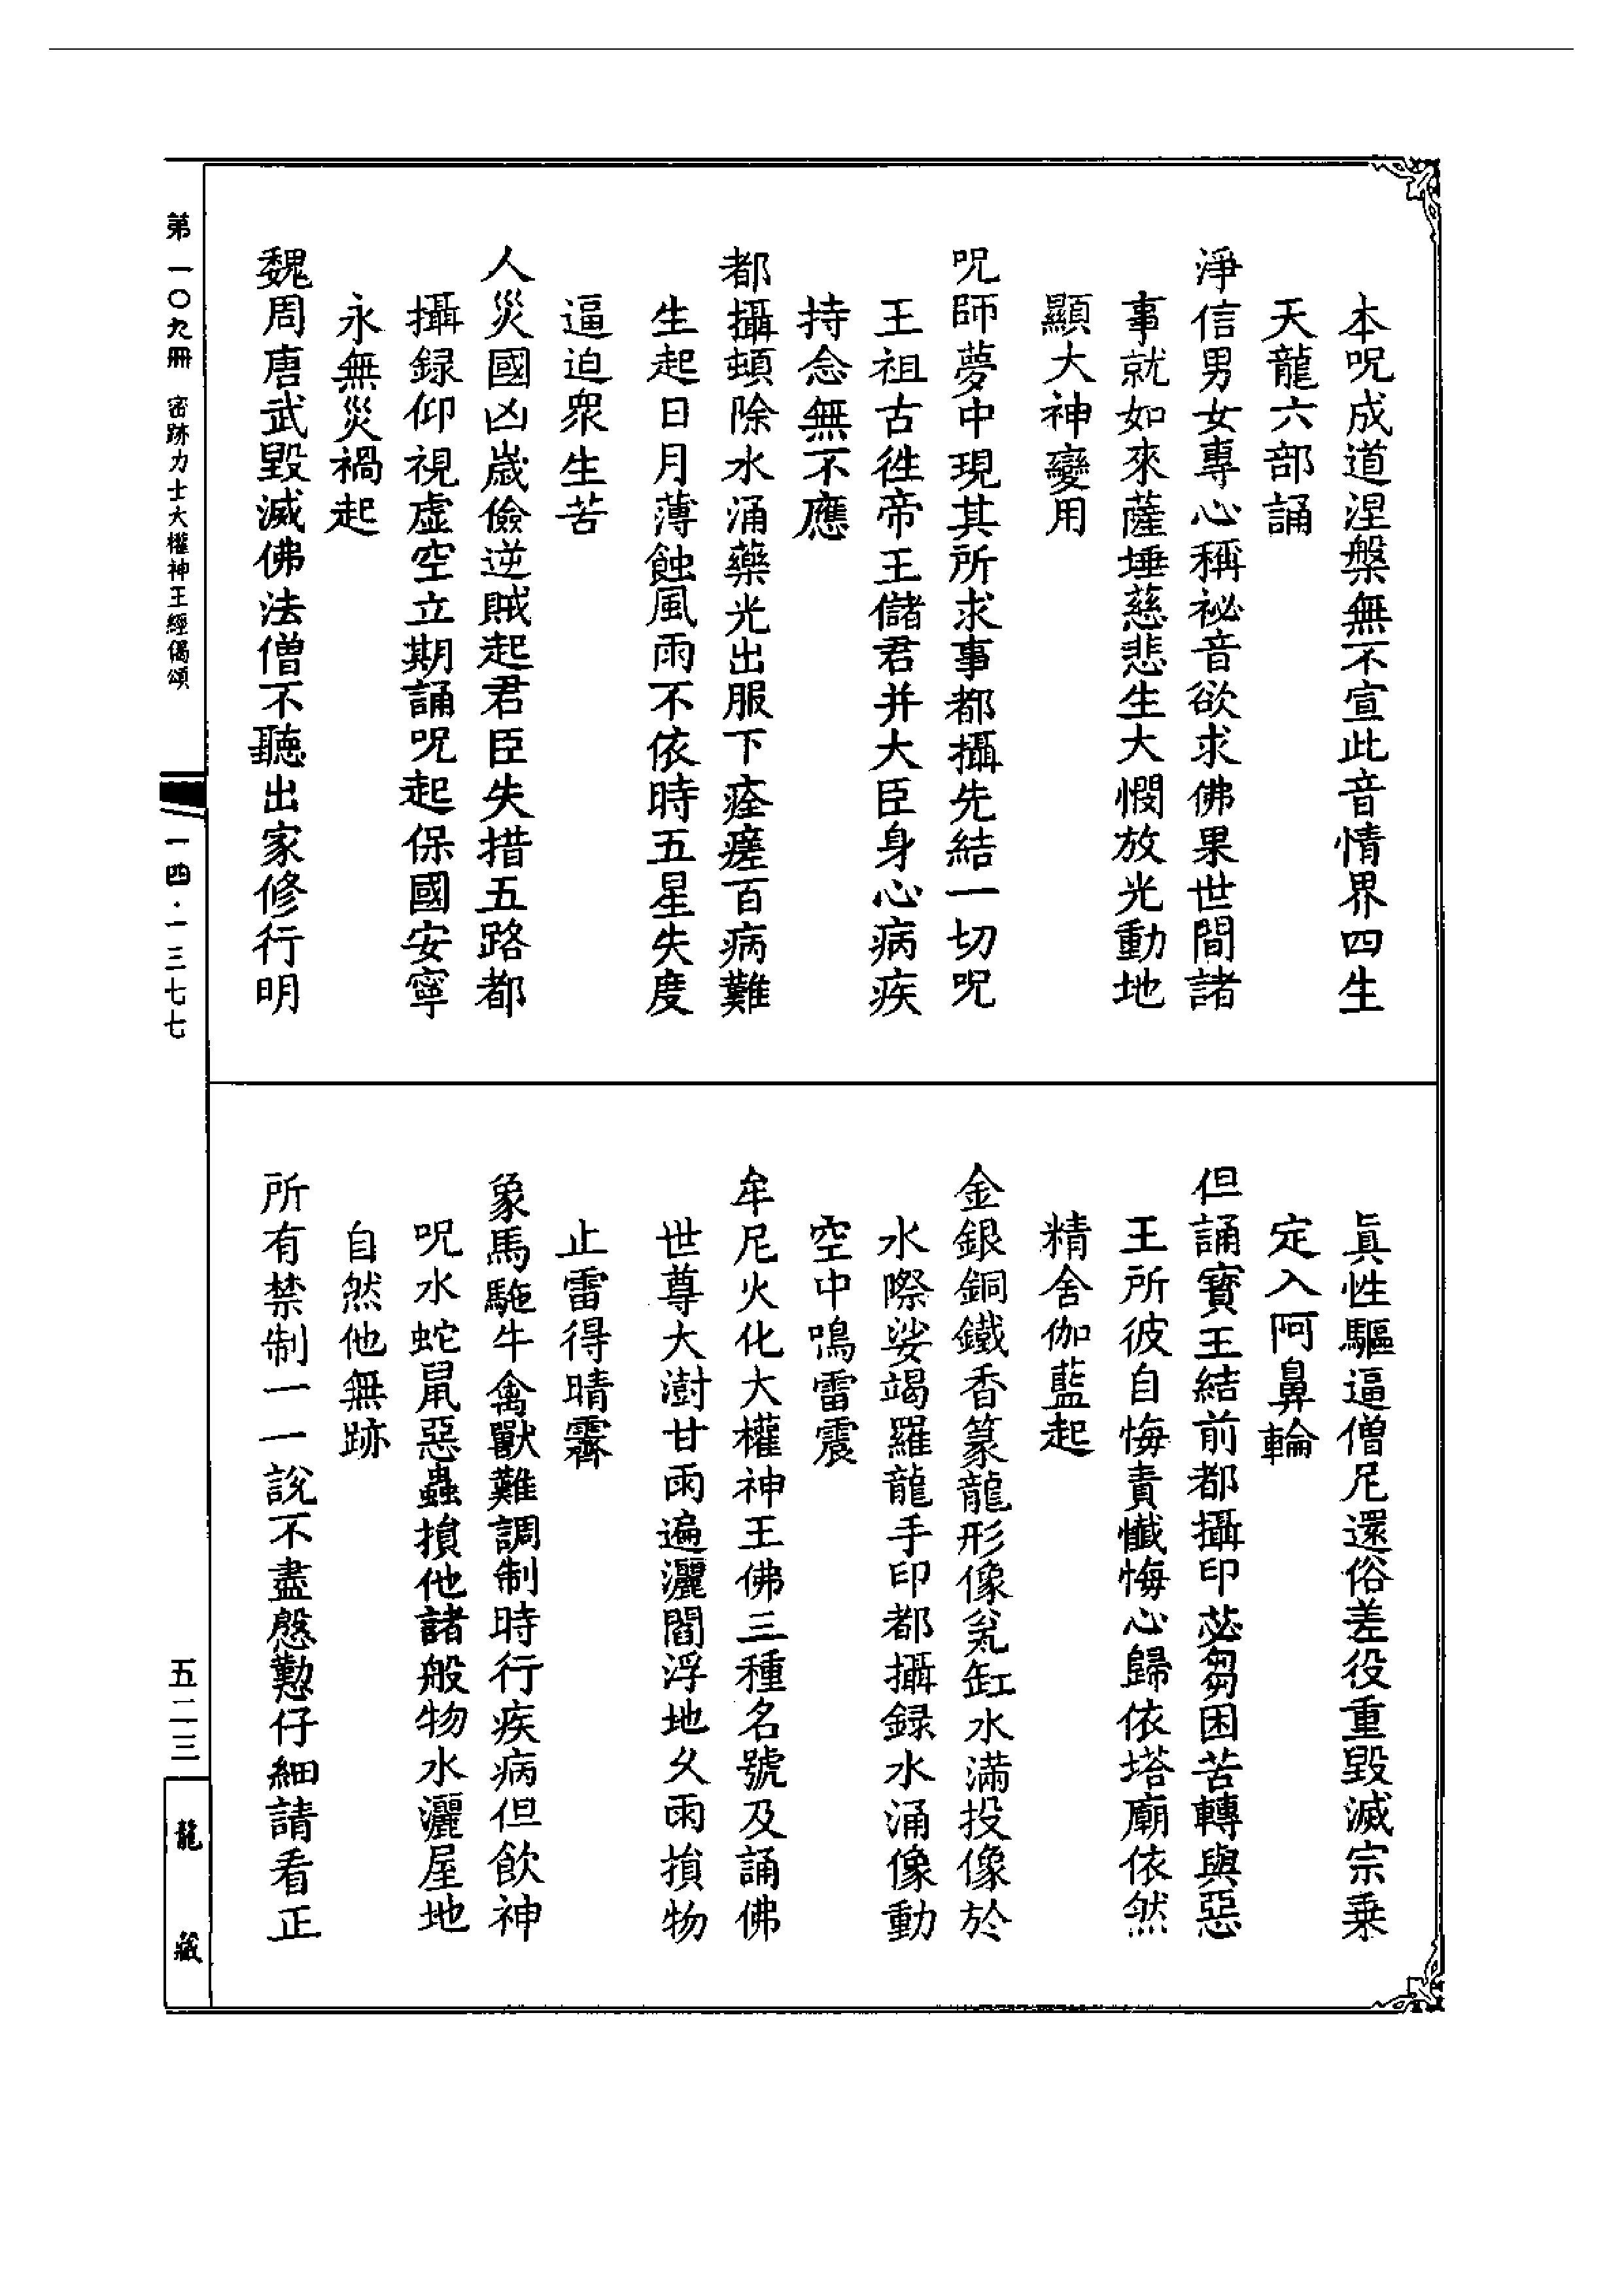 本呪成道涅槃無不宣此音情界四生
天龍六部誦
淨信男女專心稱祕音欲求佛果世間諸
事就如來薩埵慈悲生大憫放光動地
顯大神變用
呪師夢中現其所求事都攝先結一切呪
王祖古徃帝王儲君并大臣身心病疾
持念無不應
都攝頓除水涌藥光出服下痊瘥百病難
生起日月薄蝕風雨不依時五星失度
逼迫衆生苦
人災國凶歲儉逆賊起君臣失措五路都
攝録仰視虛空立期誦呪起保國安寧
永無災禍起
魏周唐武毀滅佛法僧不聽出家修行明
眞性驅逼僧尼還俗差役重毀滅宗乗
定入阿鼻輪
但誦寶王結前都攝印苾芻困苦轉與惡
王所彼自悔責懺悔心歸依塔廟依然
精舍伽藍起
金銀銅鐵香篆龍形像瓮缸水滿投像於
水際娑竭羅龍手印都攝録水涌像動
空中鳴雷震
牟尼火化大權神王佛三種名號及誦佛
世尊大澍甘雨遍灑閻浮地久雨損物
止雷得晴霽
象馬駞牛禽獸難調制時行疾病但飲神
呪水蛇鼠惡蟲損他諸般物水灑屋地
自然他無跡
所有禁制一一說不盡慇懃仔細請看正
第一〇九冊 密跡力士大權神王經偈頌
一四·一三七七
五二三
龍藏